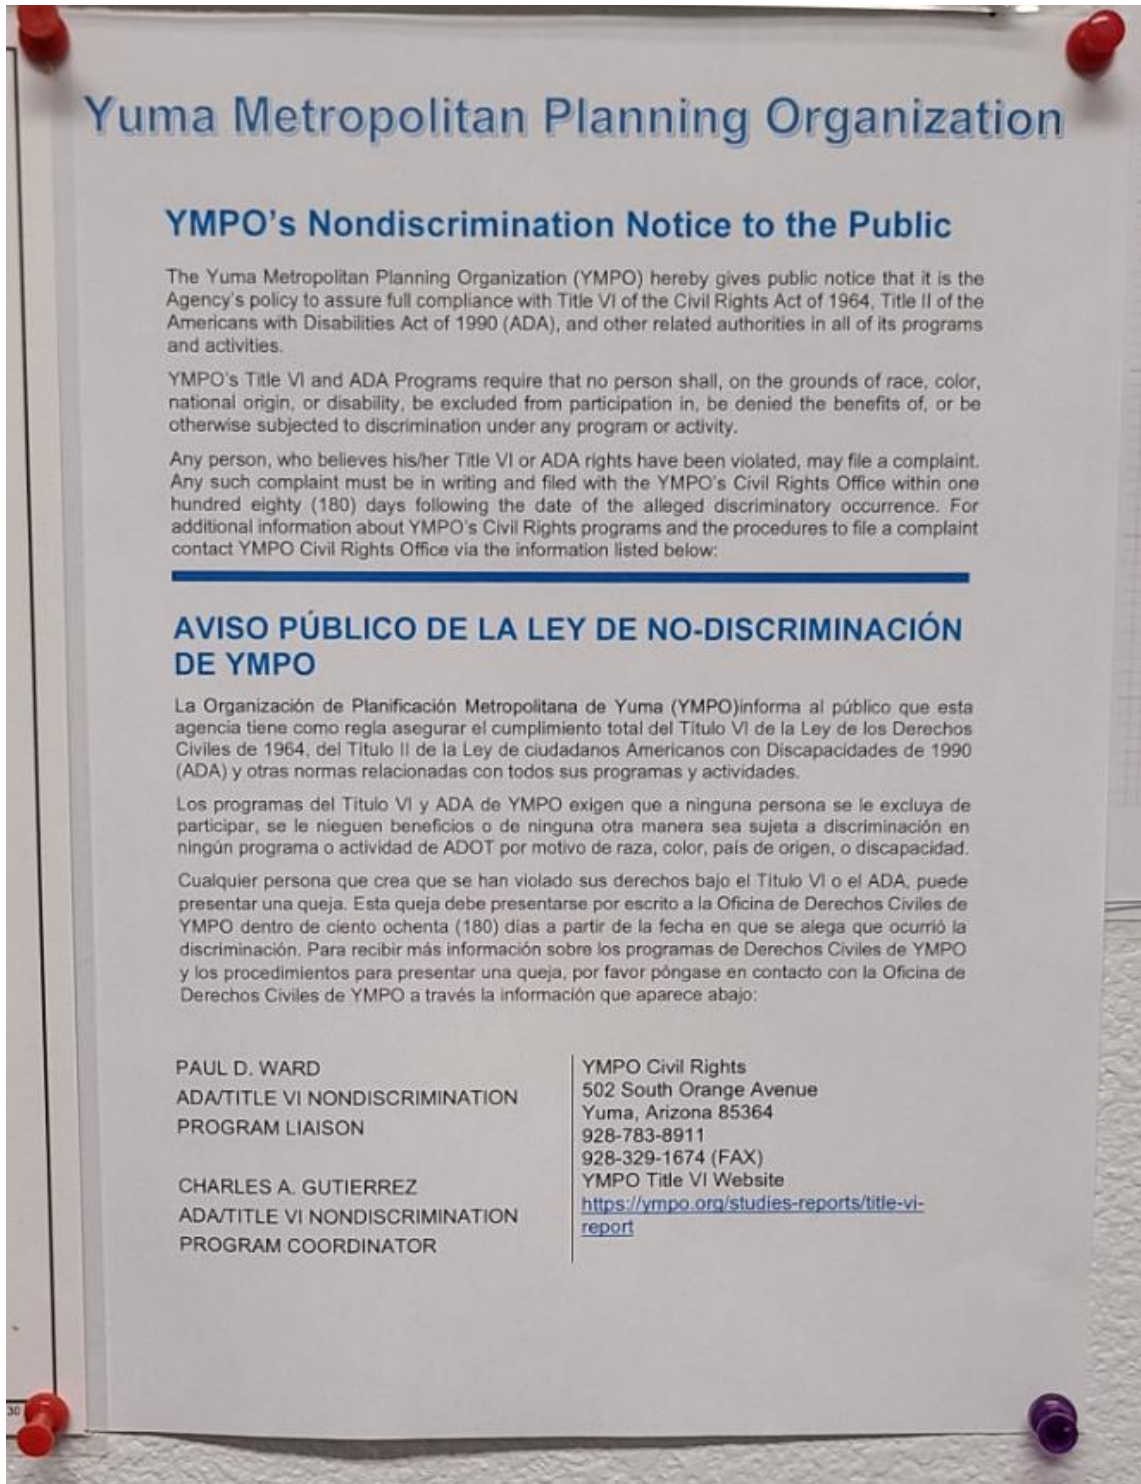 Yuma Metropolitan Planning Organization
YMPO's Nondiscrimination Notice to the Public
The Yuma Metropolitan Planning Organization (YMPO) hereby gives public notice that it is the
Agency's policy to assure full compliance with Title VI of the Civil Rights Act of 1964, Title II of the
Americans with Disabilities Act of 1990 (ADA), and other related authorities in all of its programs
and activities.
YMPO's Title VI and ADA Programs require that no person shall, on the grounds of race, color,
national origin, or disability, be excluded from participation in, be denied the benefits of, or be
otherwise subjected to discrimination under any program or activity.
Any person, who believes his/her Title VI or ADA rights have been violated, may file a complaint.
Any such complaint must be in writing and filed with the YMPO's Civil Rights Office within one
hundred eighty (180) days following the date of the alleged discriminatory occurrence. For
additional information about YMPO's Civil Rights programs and the procedures to file a complaint
contact YMPO Civil Rights Office via the information listed below:
AVISO PÚBLICO DE LA LEY DE NO-DISCRIMINACIÓN
DE YMPO
La Organización de Planificación Metropolitana de Yuma (YMPO)informa al público que esta
agencia tiene como regla asegurar el cumplimiento total del Título VI de la Ley de los Derechos
Civiles de 1964, del Título II de la Ley de ciudadanos Americanos con Discapacidades de 1990
(ADA) y otras normas relacionadas con todos sus programas y actividades.
Los programas del Título VI y ADA de YMPO exigen que a ninguna persona se le excluya de
participar, se le nieguen beneficios o de ninguna otra manera sea sujeta a discriminación en
ningún programa o actividad de ADOT por motivo de raza, color, país de origen, o discapacidad.
Cualquier persona que crea que se han violado sus derechos bajo el Título VI o el ADA, puede
presentar una queja. Esta queja debe presentarse por escrito a la Oficina de Derechos Civiles de
YMPO dentro de ciento ochenta (180) días a partir de la fecha en que se alega que ocurrió la
discriminación. Para recibir más información sobre los programas de Derechos Civiles de YMPO
y los procedimientos para presentar una queja, por favor póngase en contacto con la Oficina de
Derechos Civiles de YMPO a través la información que aparece abajo:
PAUL D. WARD
ADA/TITLE VI NONDISCRIMINATION
PROGRAM LIAISON
CHARLES A. GUTIERREZ
ADA/TITLE VI NONDISCRIMINATION
PROGRAM COORDINATOR
YMPO Civil Rights
502 South Orange Avenue
Yuma, Arizona 85364
928-783-8911
928-329-1674 (FAX)
YMPO Title VI Website
https://ympo.org/studies-reports/title-vi-
report
30